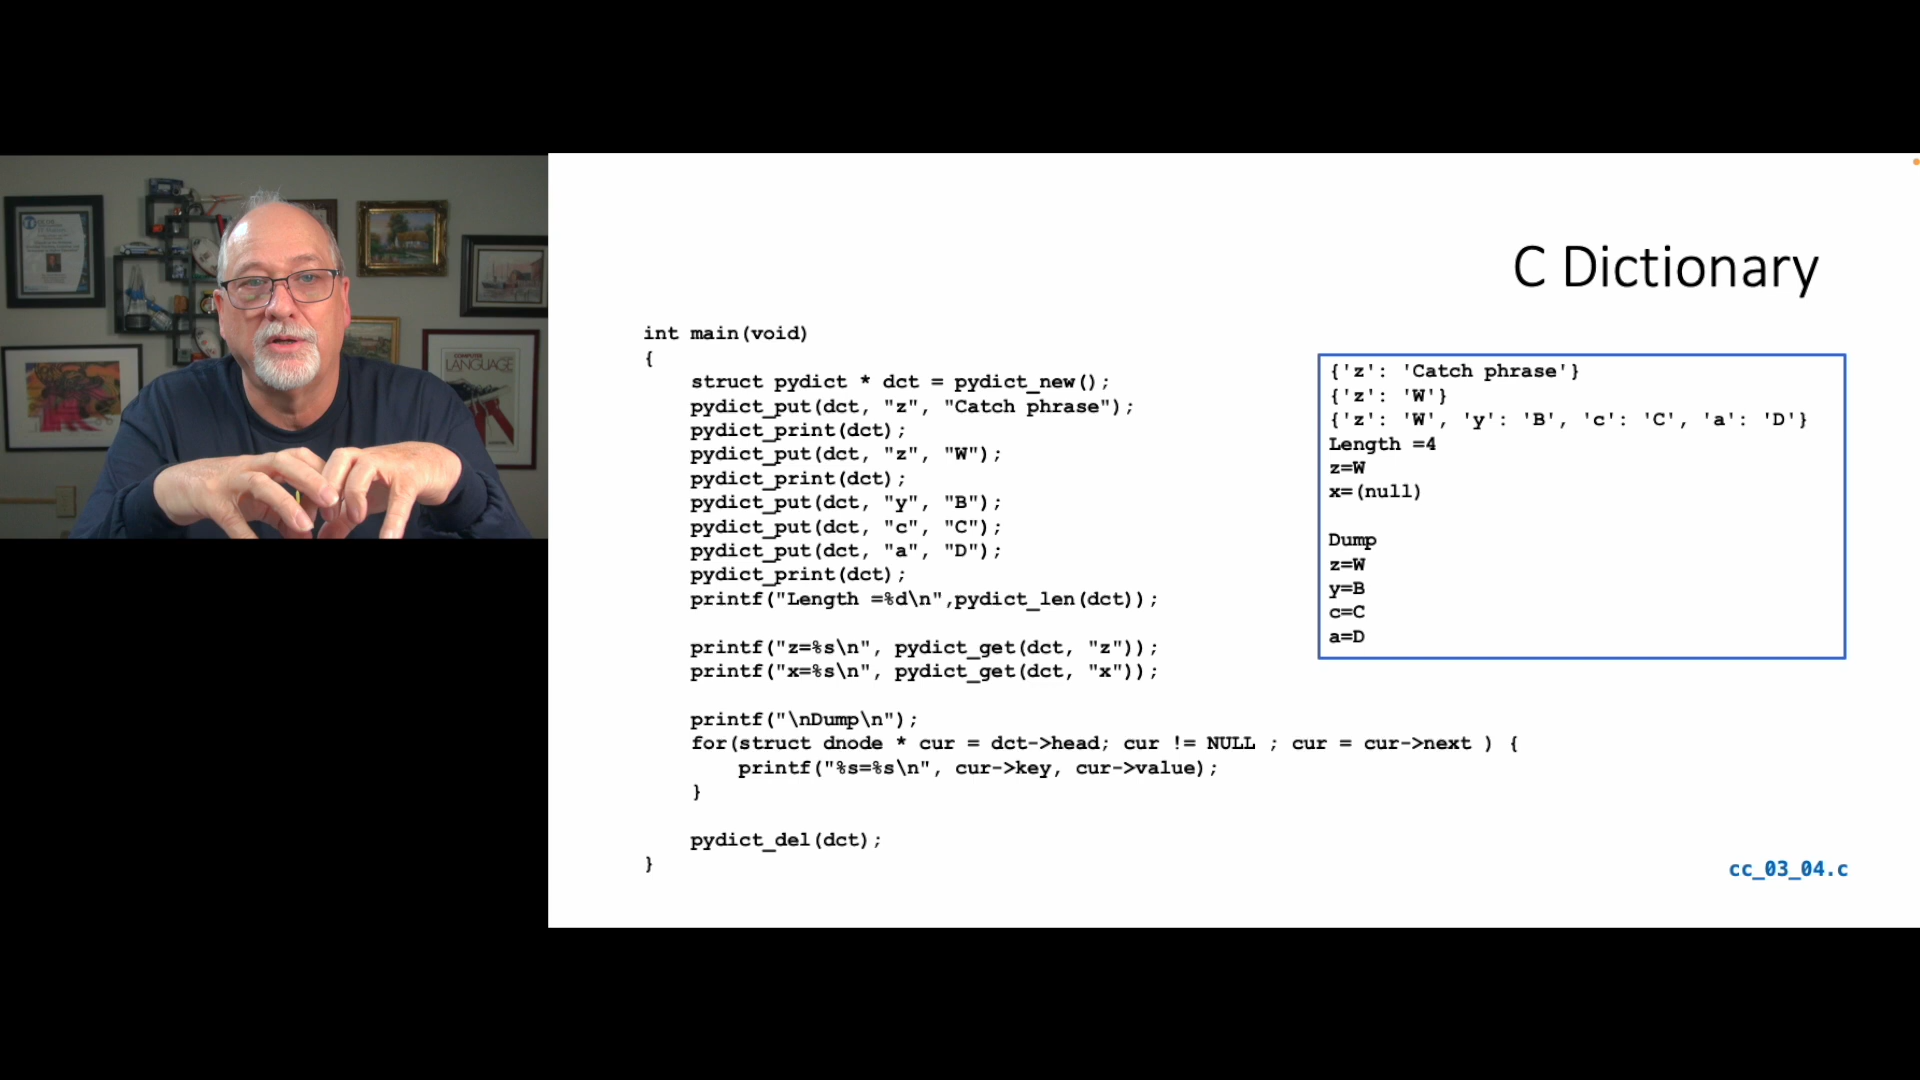 COMPUTER
LANGUAGE
C Dictionary
int main(void)
{
    struct pydict * dct = pydict_new();
    pydict_put(dct, "z", "Catch phrase");
    pydict_print(dct);
    pydict_put(dct, "z", "W");
    pydict_print(dct);
    pydict_put(dct, "y", "B");
    pydict_put(dct, "c", "C");
    pydict_put(dct, "a", "D");
    pydict_print(dct);
    printf("Length =%d\n",pydict_len(dct));
    printf("z=%s\n", pydict_get(dct, "z"));
    printf("x=%s\n", pydict_get(dct, "x"));
    printf("\nDump\n");
    for(struct dnode * cur = dct->head; cur != NULL ; cur = cur->next ) {
        printf("%s=%s\n", cur->key, cur->value);
    }
    pydict_del(dct);
}
{'z': 'Catch phrase'}
{'z': 'W'}
{'z': 'W', 'y': 'B', 'c': 'C', 'a': 'D'}
Length =4
z=W
x=(null)
Dump
z=W
y=B
c=C
a=D
cc_03_04.c